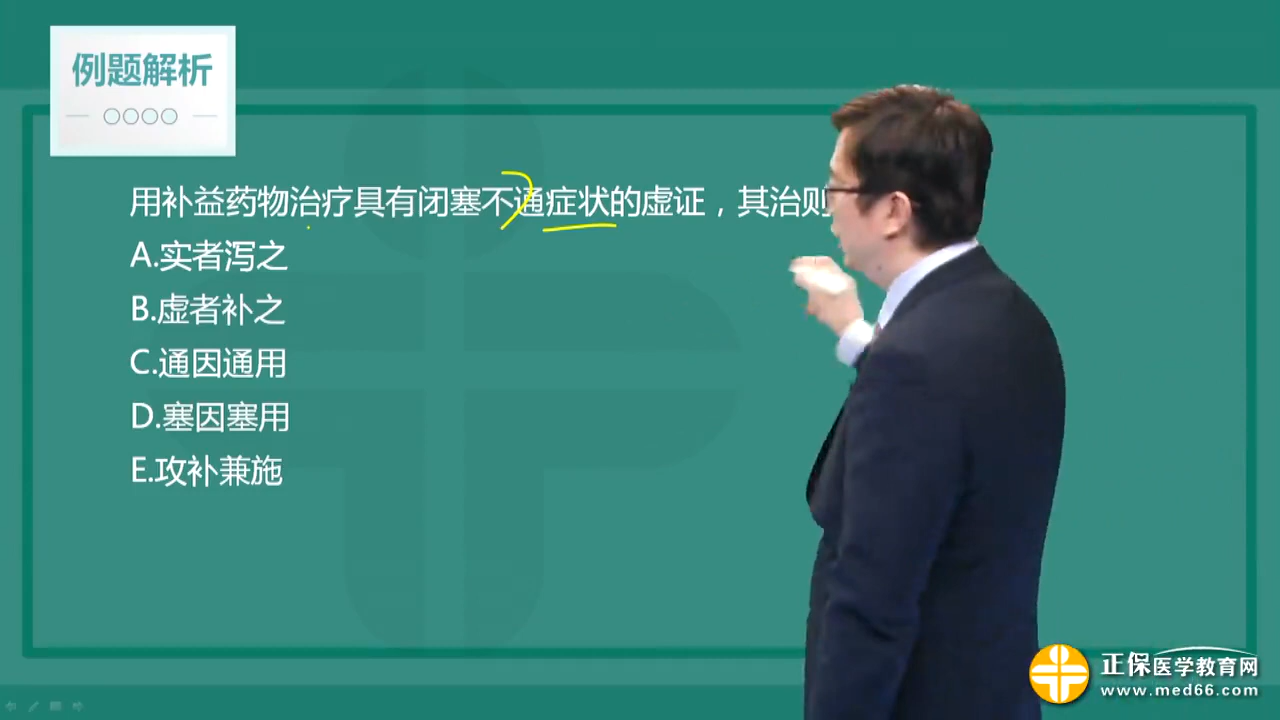 例题解析
用补益药物治疗具有闭塞不通症状的虚证，其治则
A.实者泻之
B.虚者补之
C.通因通用
D.塞因塞用
E.攻补兼施
正保医学教育网
www.med66.com